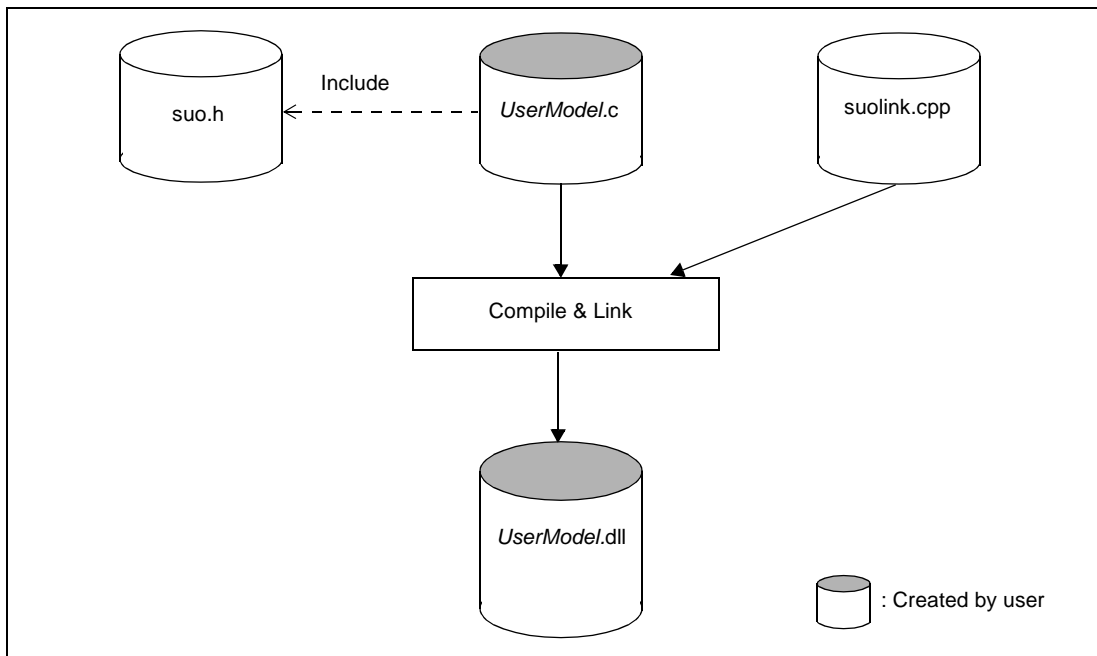 Include
suo.h
UserModel.c
suolink.cpp
Compile & Link
UserModel.dll
: Created by user